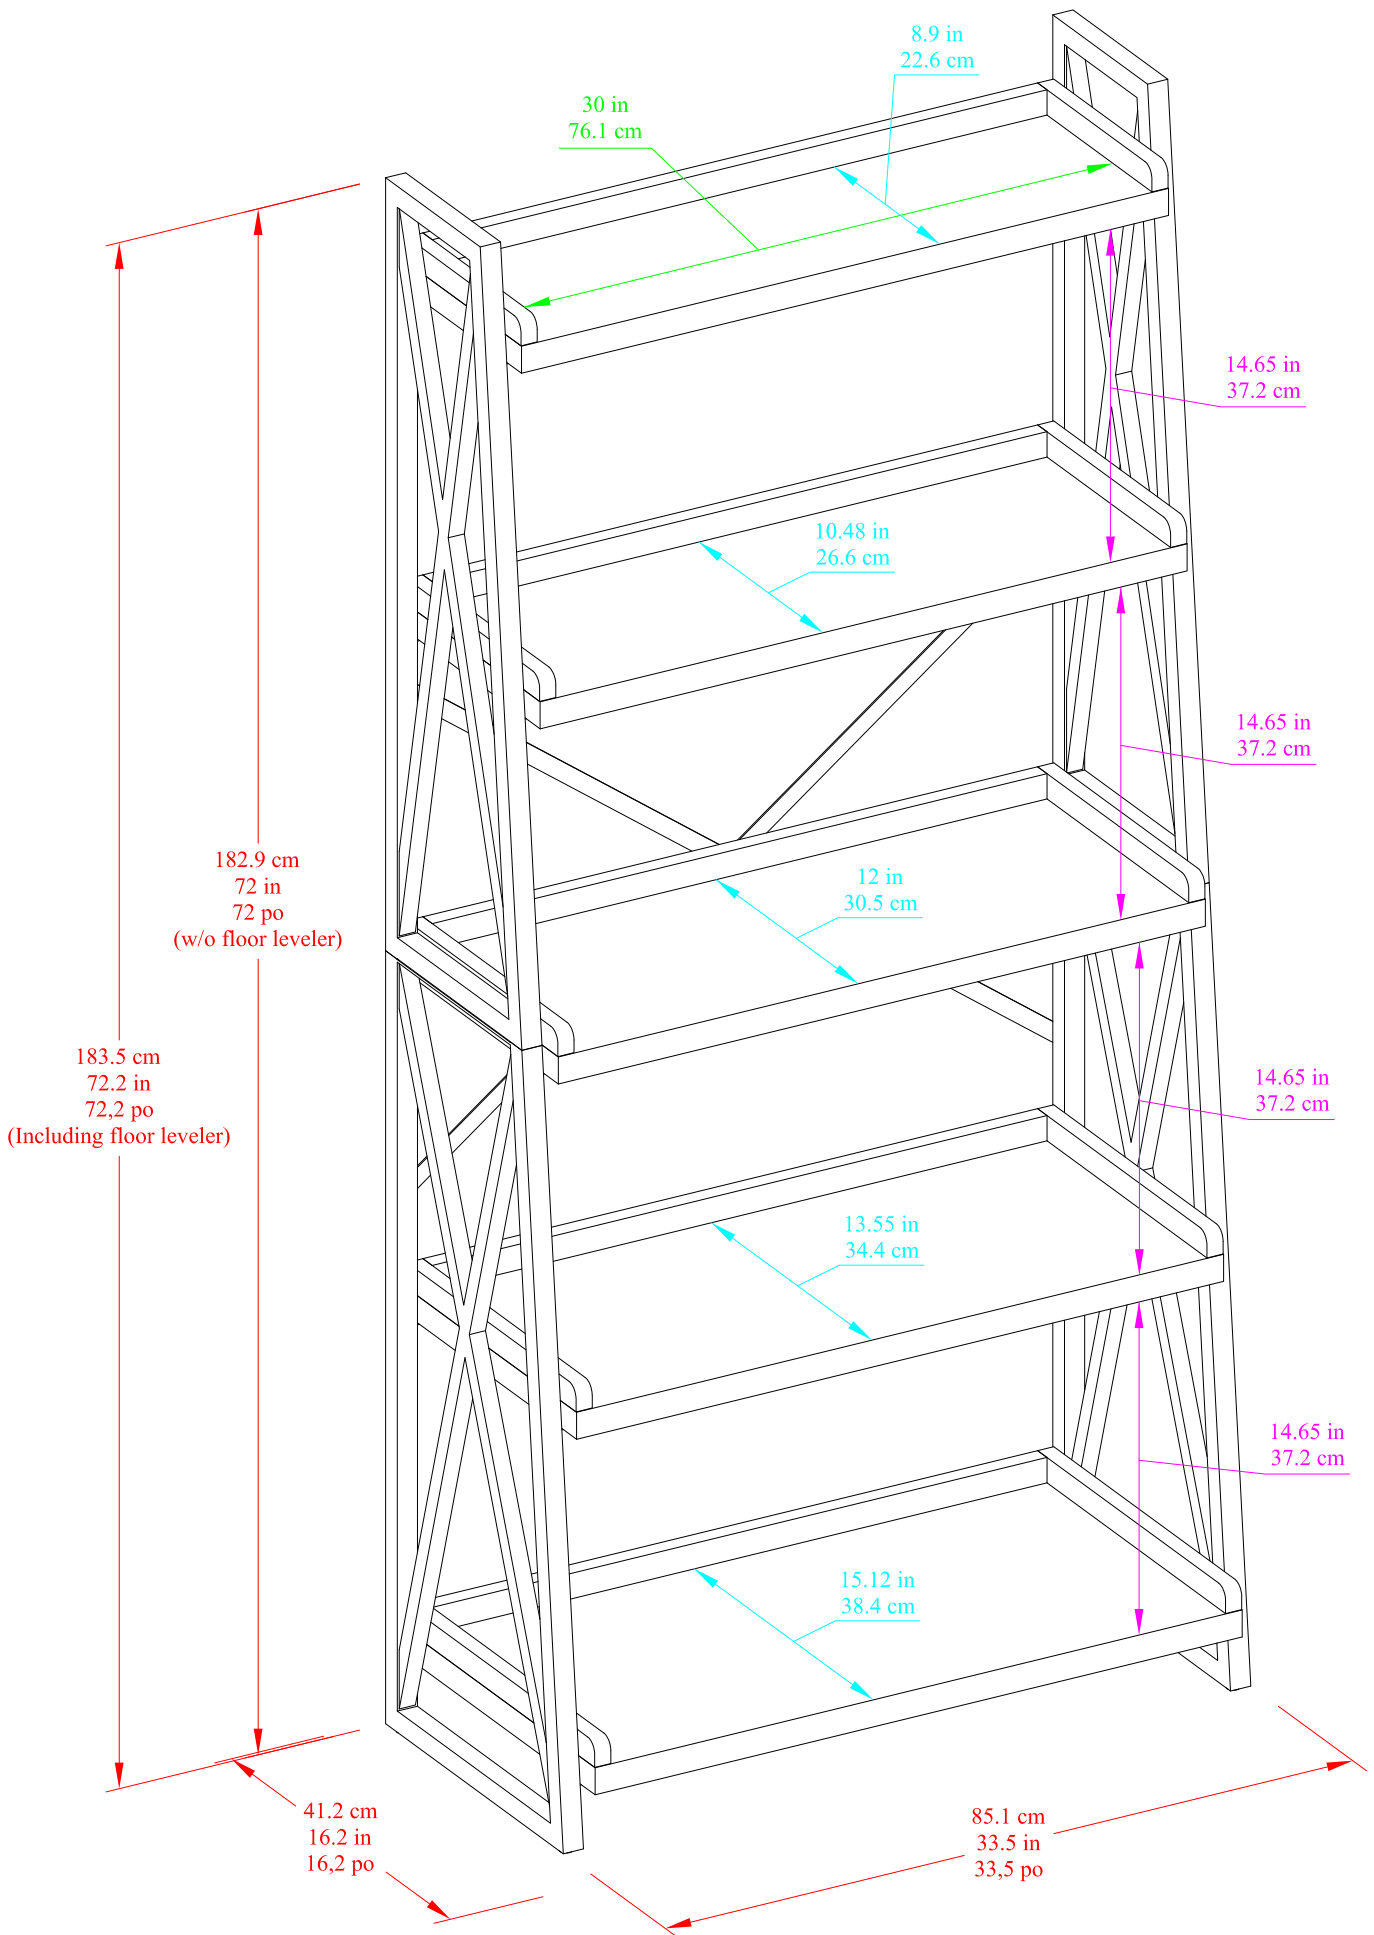 8.9 in
22.6 cm
30 in
76.1 cm
14.65 in
37.2 cm
10.48 in
26.6 cm
14.65 in
37.2 cm
182.9 cm
72 in
72 po
(w/o floor leveler)
12 in
30.5 cm
183.5 cm
72.2 in
72,2 po
(Including floor leveler)
14.65 in
37.2 cm
13.55 in
34.4 cm
14.65 in
37.2 cm
15.12 in
38.4 cm
41.2 cm
16.2 in
16,2 po
85.1 cm
33.5 in
33,5 po